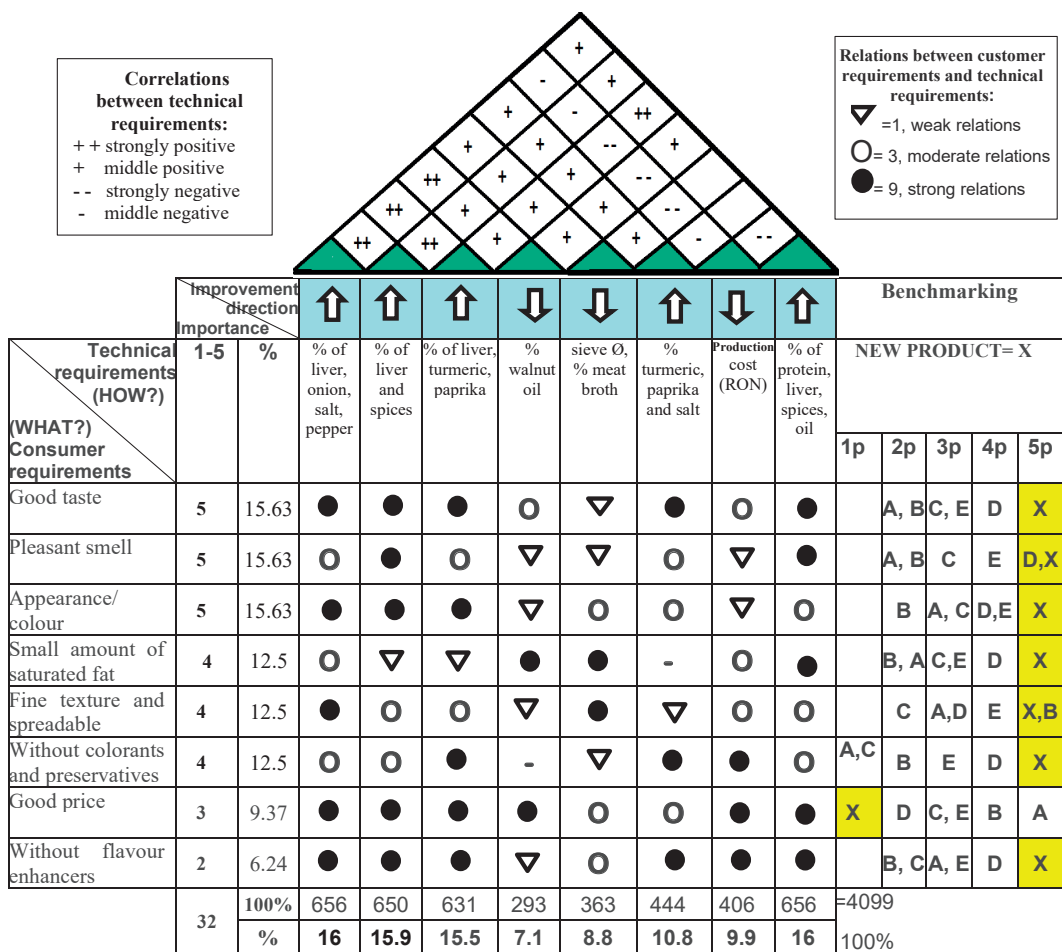 Correlations
between technical
requirements:
+ + strongly positive
+ middle positive
- - strongly negative
- middle negative
Relations between customer
requirements and technical
requirements:
=1, weak relations
= 3, moderate relations
= 9, strong relations
+
- +
+ - ++
+ + -- +
++ + + --
++ + + + --
++ ++ + + + - --
Improvement
direction
Importance
Benchmarking
Technical
requirements
(HOW?)
(WHAT?)
Consumer
requirements
1-5 %
% of
liver,
onion,
salt,
pepper
% of
liver
and
spices
% of liver,
turmeric,
paprika
%
walnut
oil
sieve Ø,
% meat
broth
%
turmeric,
paprika
and salt
Production
cost
(RON)
% of
protein,
liver,
spices,
oil
NEW PRODUCT= X
1p 2p 3p 4p 5p
Good taste 5 15.63 O O A, B C, E D X
Pleasant smell 5 15.63 O O O A, B C E D,X
Appearance/
colour 5 15.63 O O O B A, C D,E X
Small amount of
saturated fat 4 12.5 O - O B, A C,E D X
Fine texture and
spreadable 4 12.5 O O O O C A,D E X,B
Without colorants
and preservatives 4 12.5 O O - O A,C B E D X
Good price 3 9.37 O O X D C, E B A
Without flavour
enhancers 2 6.24 O B, C A, E D X
32
100% 656 650 631 293 363 444 406 656 =4099
% 16 15.9 15.5 7.1 8.8 10.8 9.9 16 100%